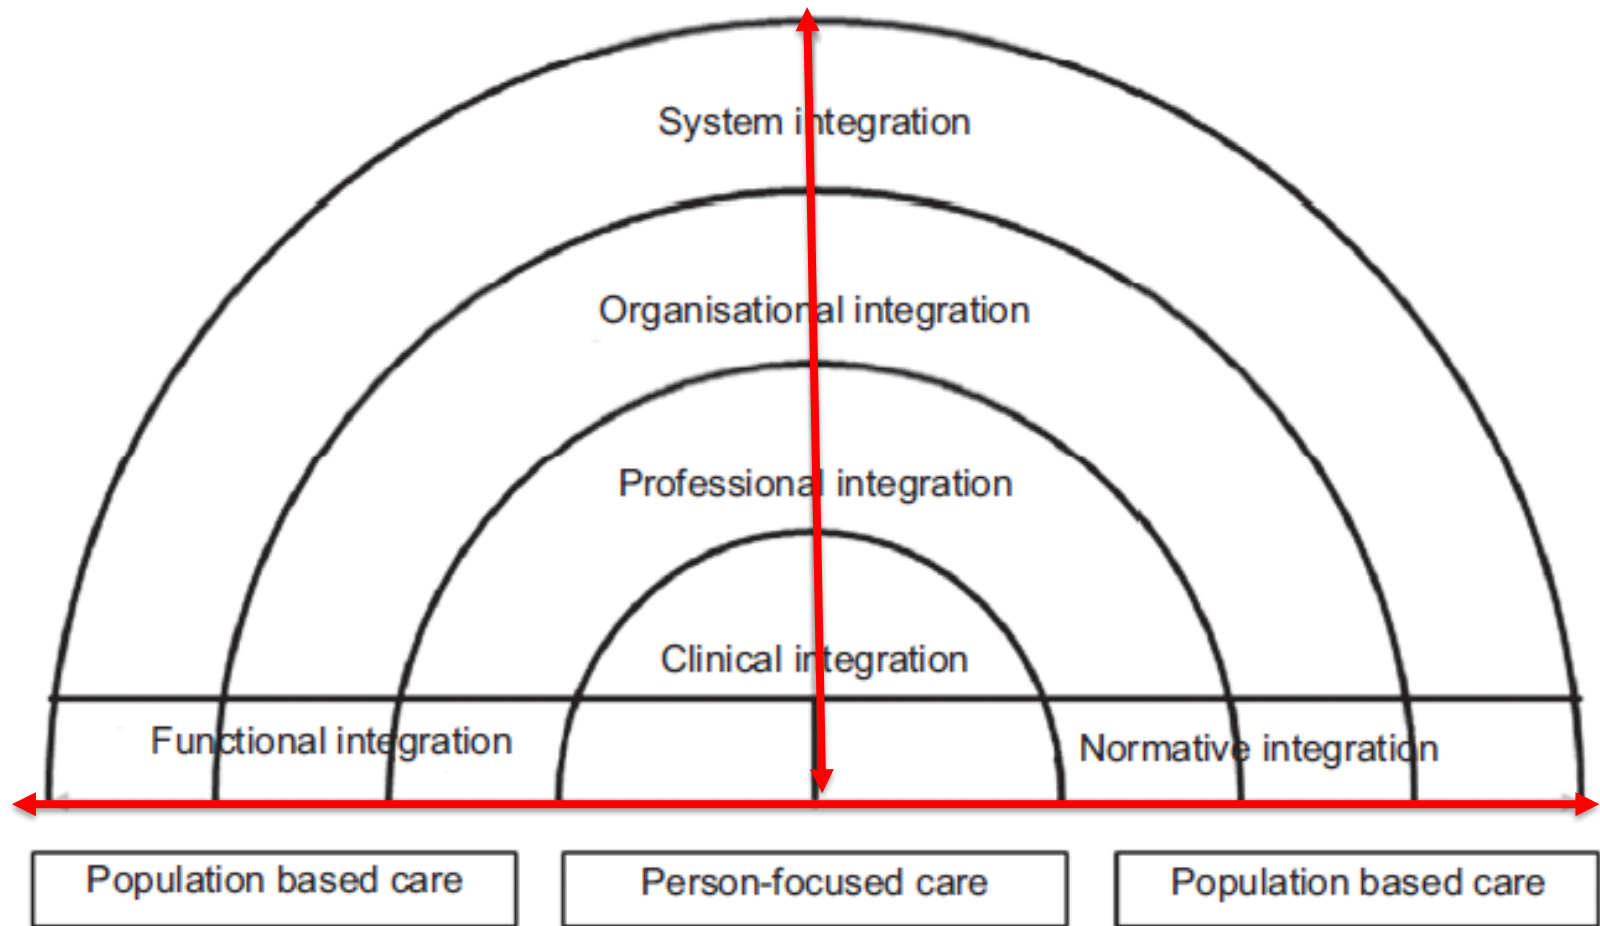 System integration
Organisational integration
Professional integration
Clinical integration
Functional integration
Normative integration
Population based care
Person-focused care
Population based care